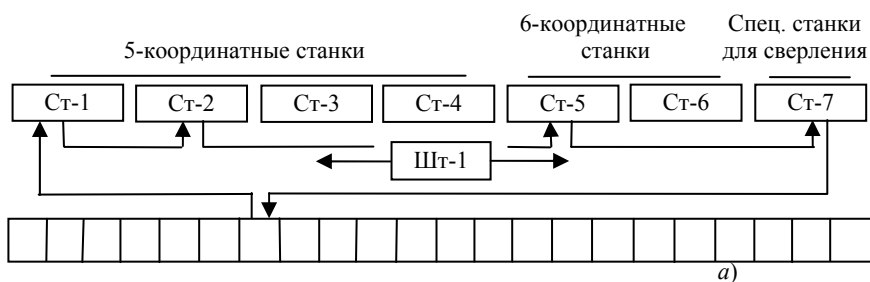 5-координатные станки
6-координатные
станки
Спец. станки
для сверления
Ст-1 Ст-2 Ст-3 Ст-4 Ст-5 Ст-6 Ст-7
Шт-1
а)